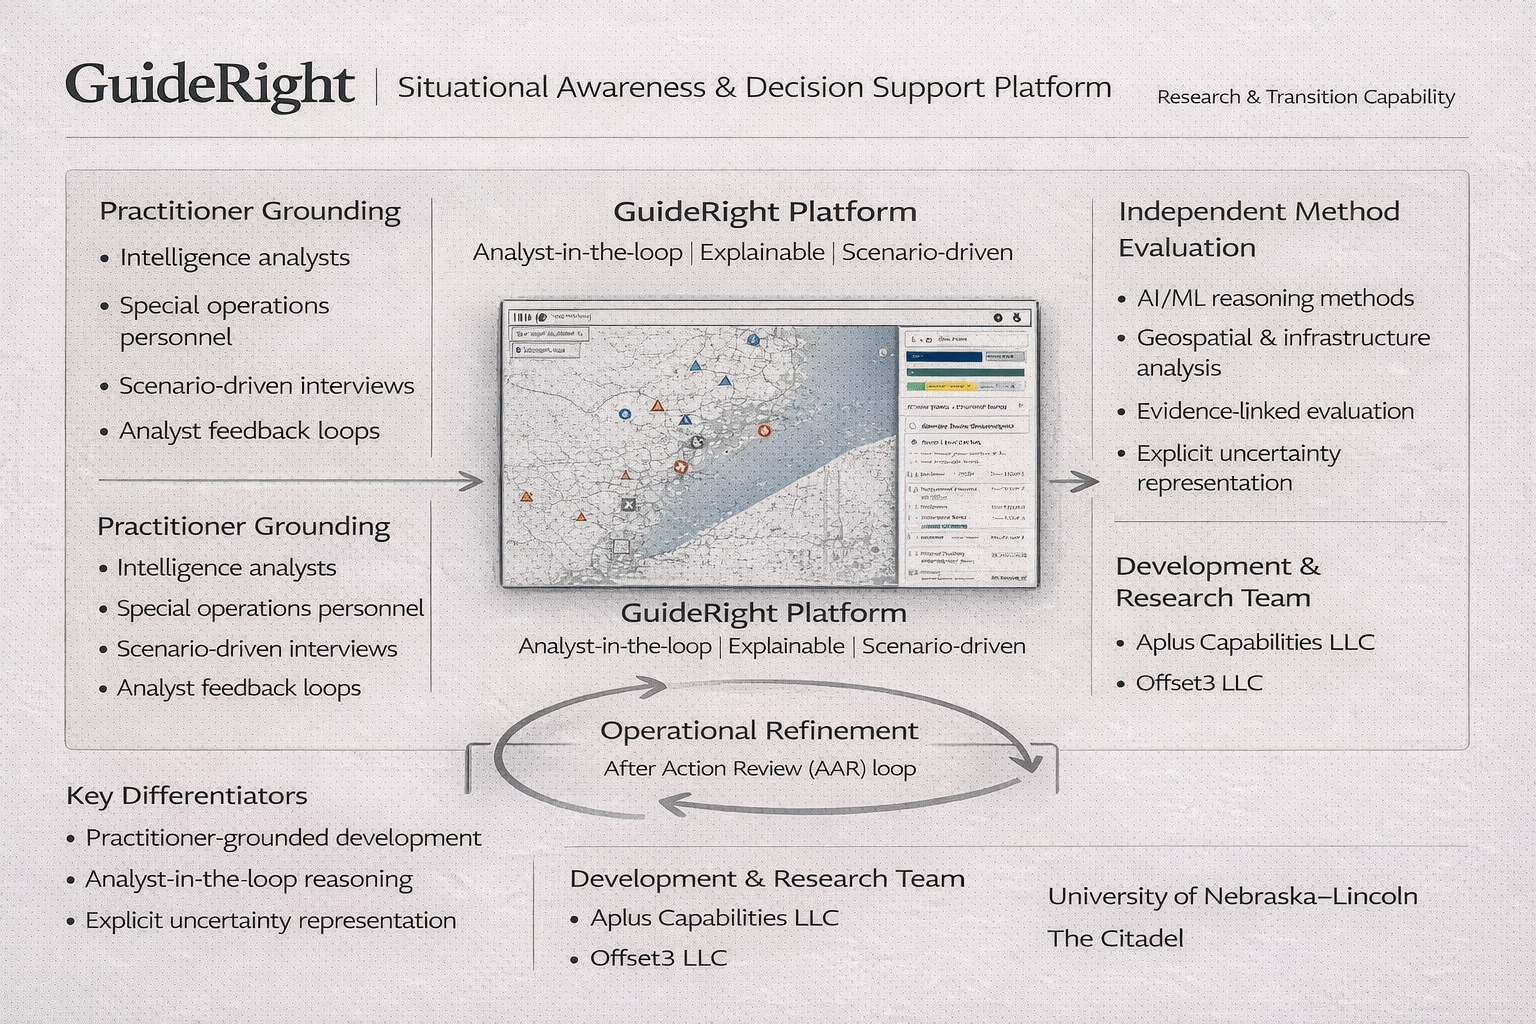 GuideRight | Situational Awareness & Decision Support Platform
Research & Transition Capability
Practitioner Grounding
• Intelligence analysts
• Special operations
personnel
• Scenario-driven interviews
• Analyst feedback loops
Practitioner Grounding
• Intelligence analysts
• Special operations personnel
• Scenario-driven interviews
• Analyst feedback loops
GuideRight Platform
Analyst-in-the-loop | Explainable | Scenario-driven
GuideRight Platform
Analyst-in-the-loop | Explainable | Scenario-driven
Operational Refinement
After Action Review (AAR) loop
Independent Method
Evaluation
• AI/ML reasoning methods
• Geospatial & infrastructure
analysis
• Evidence-linked evaluation
• Explicit uncertainty
representation
Development &
Research Team
• Aplus Capabilities LLC
• Offset3 LLC
Key Differentiators
• Practitioner-grounded development
• Analyst-in-the-loop reasoning
• Explicit uncertainty representation
Development & Research Team
• Aplus Capabilities LLC
• Offset3 LLC
University of Nebraska–Lincoln
The Citadel